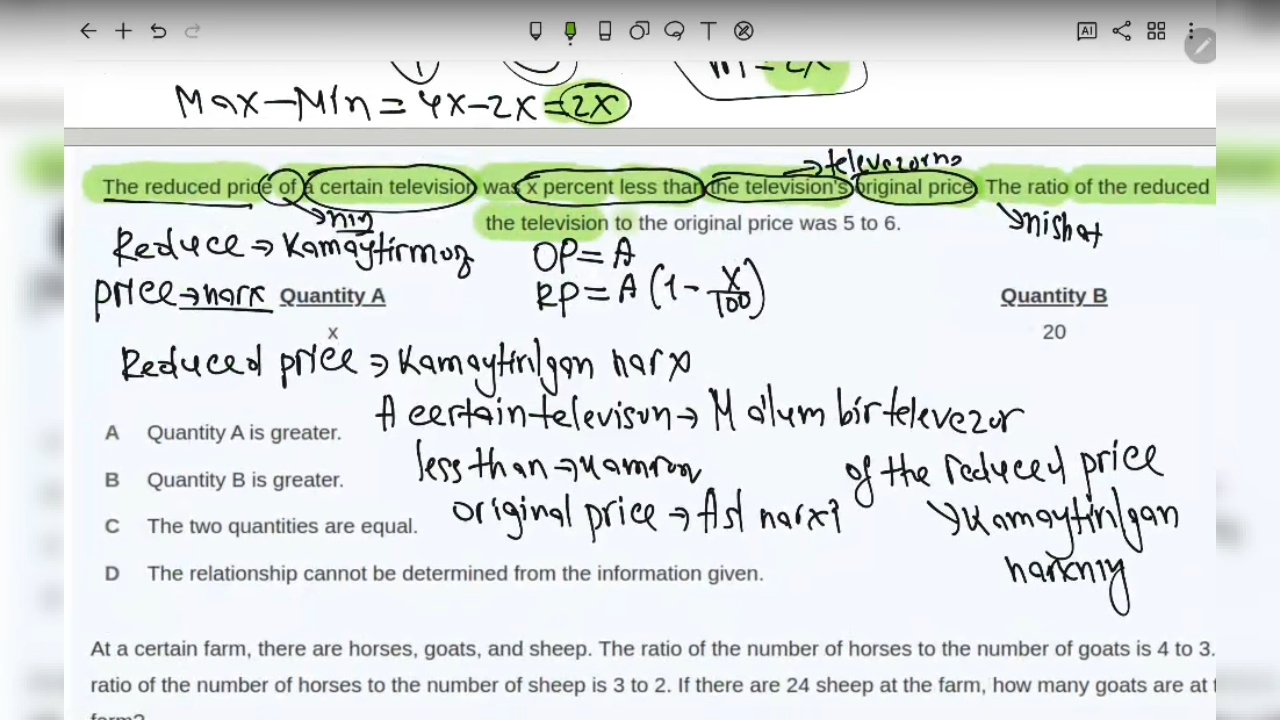 Max-Min=4x-2x=2x
→televezorng
The reduced price of a certain television was x percent less than the television's original price. The ratio of the reduced
→nin
the television to the original price was 5 to 6.
→nisbat
Reduce → Kamaytirmoq
OP=A
price→narx
RP=A(1-x/100)
Quantity A
Quantity B
x
20
Reduced price → Kamaytirilgan narx
A certain televison → Ma'lum bir televezor
A Quantity A is greater.
less than →
of the reduced price
B Quantity B is greater.
original price → Asl narxi
→Kamaytirilgan
C The two quantities are equal.
D The relationship cannot be determined from the information given.
At a certain farm, there are horses, goats, and sheep. The ratio of the number of horses to the number of goats is 4 to 3.
ratio of the number of horses to the number of sheep is 3 to 2. If there are 24 sheep at the farm, how many goats are at
farm?